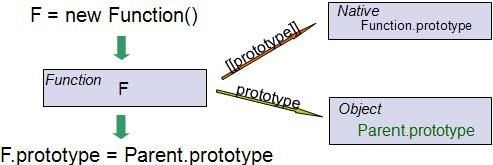 F = new Function()
Function
F
F.prototype = Parent.prototype
[[prototype]]
prototype
Native
Function.prototype
Object
Parent.prototype